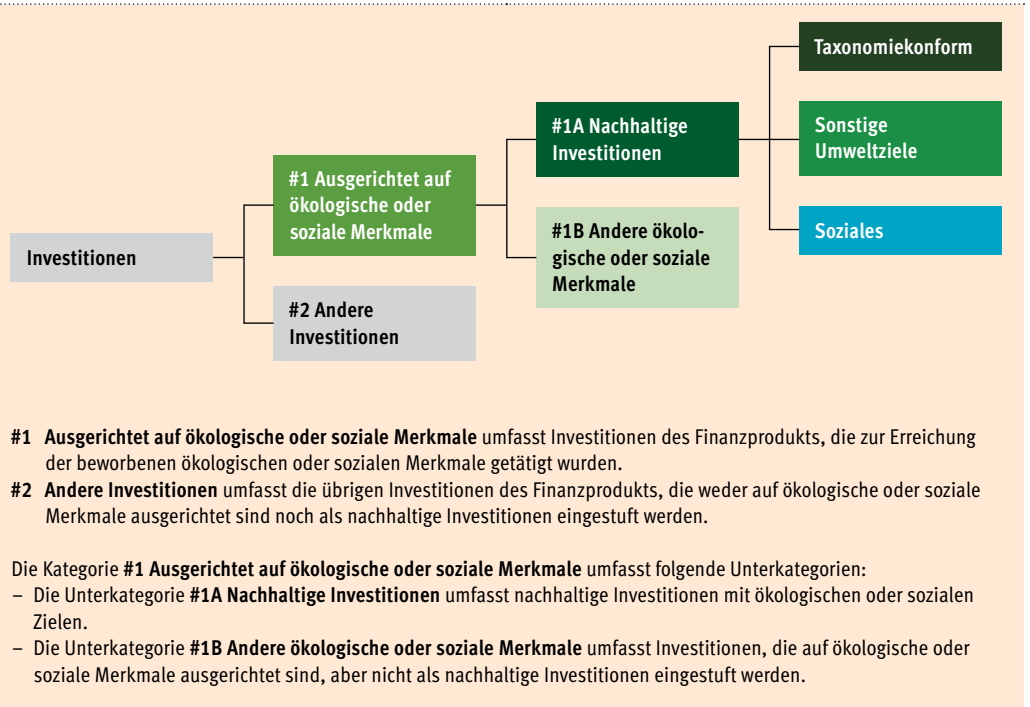 Investitionen
#1 Ausgerichtet auf
ökologische oder
soziale Merkmale
#2 Andere
Investitionen
#1A Nachhaltige
Investitionen
#1B Andere ökolo-
gische oder soziale
Merkmale
Taxonomiekonform
Sonstige
Umweltziele
Soziales
#1 Ausgerichtet auf ökologische oder soziale Merkmale umfasst Investitionen des Finanzprodukts, die zur Erreichung
der beworbenen ökologischen oder sozialen Merkmale getätigt wurden.
#2 Andere Investitionen umfasst die übrigen Investitionen des Finanzprodukts, die weder auf ökologische oder soziale
Merkmale ausgerichtet sind noch als nachhaltige Investitionen eingestuft werden.
Die Kategorie #1 Ausgerichtet auf ökologische oder soziale Merkmale umfasst folgende Unterkategorien:
– Die Unterkategorie #1A Nachhaltige Investitionen umfasst nachhaltige Investitionen mit ökologischen oder sozialen
Zielen.
– Die Unterkategorie #1B Andere ökologische oder soziale Merkmale umfasst Investitionen, die auf ökologische oder
soziale Merkmale ausgerichtet sind, aber nicht als nachhaltige Investitionen eingestuft werden.